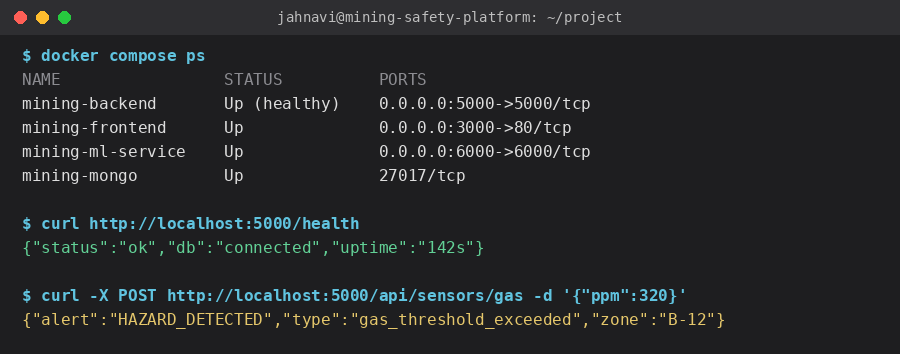 jahnavi@mining-safety-platform: ~/project
$ docker compose ps
NAME                 STATUS          PORTS
mining-backend       Up (healthy)    0.0.0.0:5000->5000/tcp
mining-frontend      Up              0.0.0.0:3000->80/tcp
mining-ml-service    Up              0.0.0.0:6000->6000/tcp
mining-mongo         Up              27017/tcp
$ curl http://localhost:5000/health
{"status":"ok","db":"connected","uptime":"142s"}
$ curl -X POST http://localhost:5000/api/sensors/gas -d '{"ppm":320}'
{"alert":"HAZARD_DETECTED","type":"gas_threshold_exceeded","zone":"B-12"}